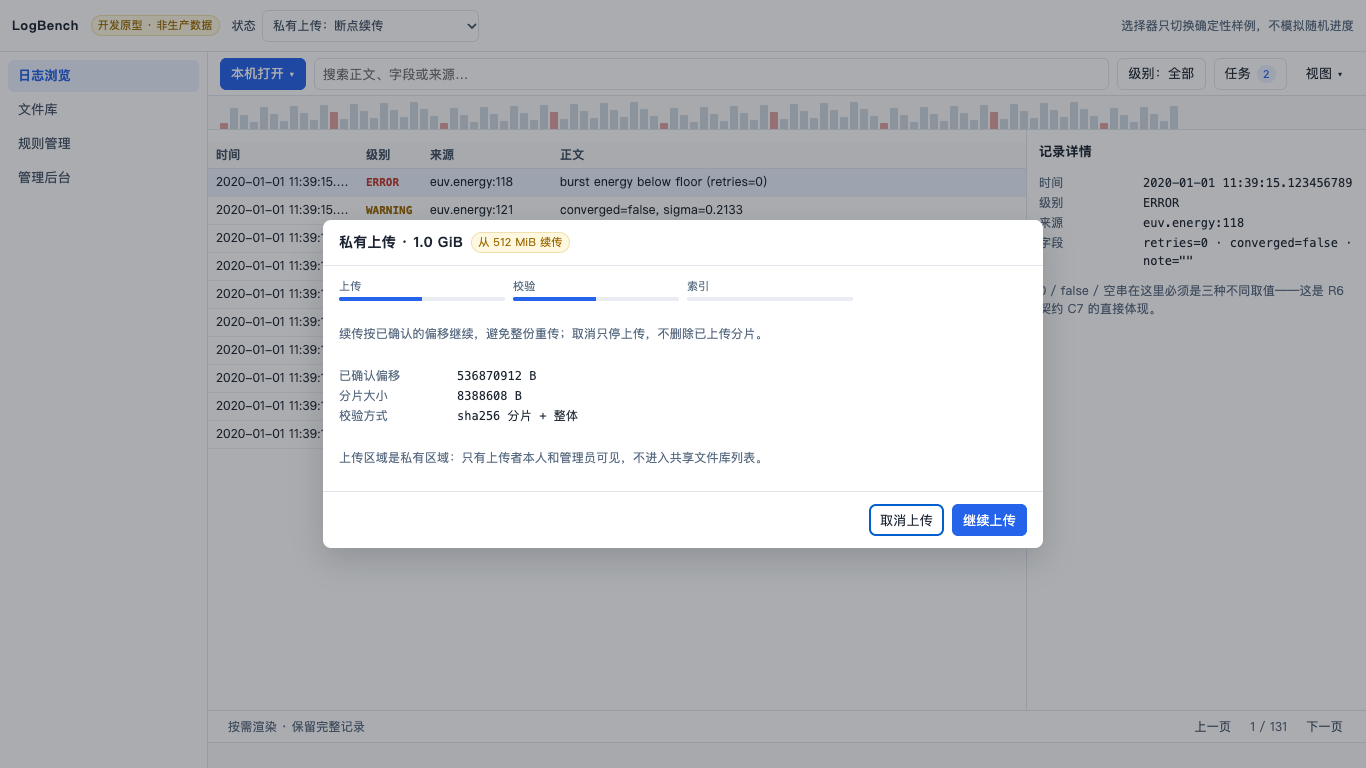 LogBench 开发原型 · 非生产数据 状态 私有上传：断点续传 选择器只切换确定性样例，不模拟随机进度
日志浏览
文件库
规则管理
管理后台
本机打开 ▾ 搜索正文、字段或来源… 级别：全部 任务 2 视图 ▾
时间 级别 来源 正文
2020-01-01 11:39:15.… ERROR euv.energy:118 burst energy below floor (retries=0)
2020-01-01 11:39:15.… WARNING euv.energy:121 converged=false, sigma=0.2133
2020-01-01 11:39:1
2020-01-01 11:39:1
2020-01-01 11:39:1
2020-01-01 11:39:1
2020-01-01 11:39:1
2020-01-01 11:39:1
2020-01-01 11:39:1
2020-01-01 11:39:1
记录详情
时间 2020-01-01 11:39:15.123456789
级别 ERROR
来源 euv.energy:118
字段 retries=0 · converged=false ·
note=""
0 / false / 空串在这里必须是三种不同取值——这是 R6
契约 C7 的直接体现。
私有上传 · 1.0 GiB 从 512 MiB 续传
上传 校验 索引
续传按已确认的偏移继续，避免整份重传；取消只停上传，不删除已上传分片。
已确认偏移 536870912 B
分片大小 8388608 B
校验方式 sha256 分片 + 整体
上传区域是私有区域：只有上传者本人和管理员可见，不进入共享文件库列表。
取消上传 继续上传
按需渲染 · 保留完整记录 上一页 1 / 131 下一页